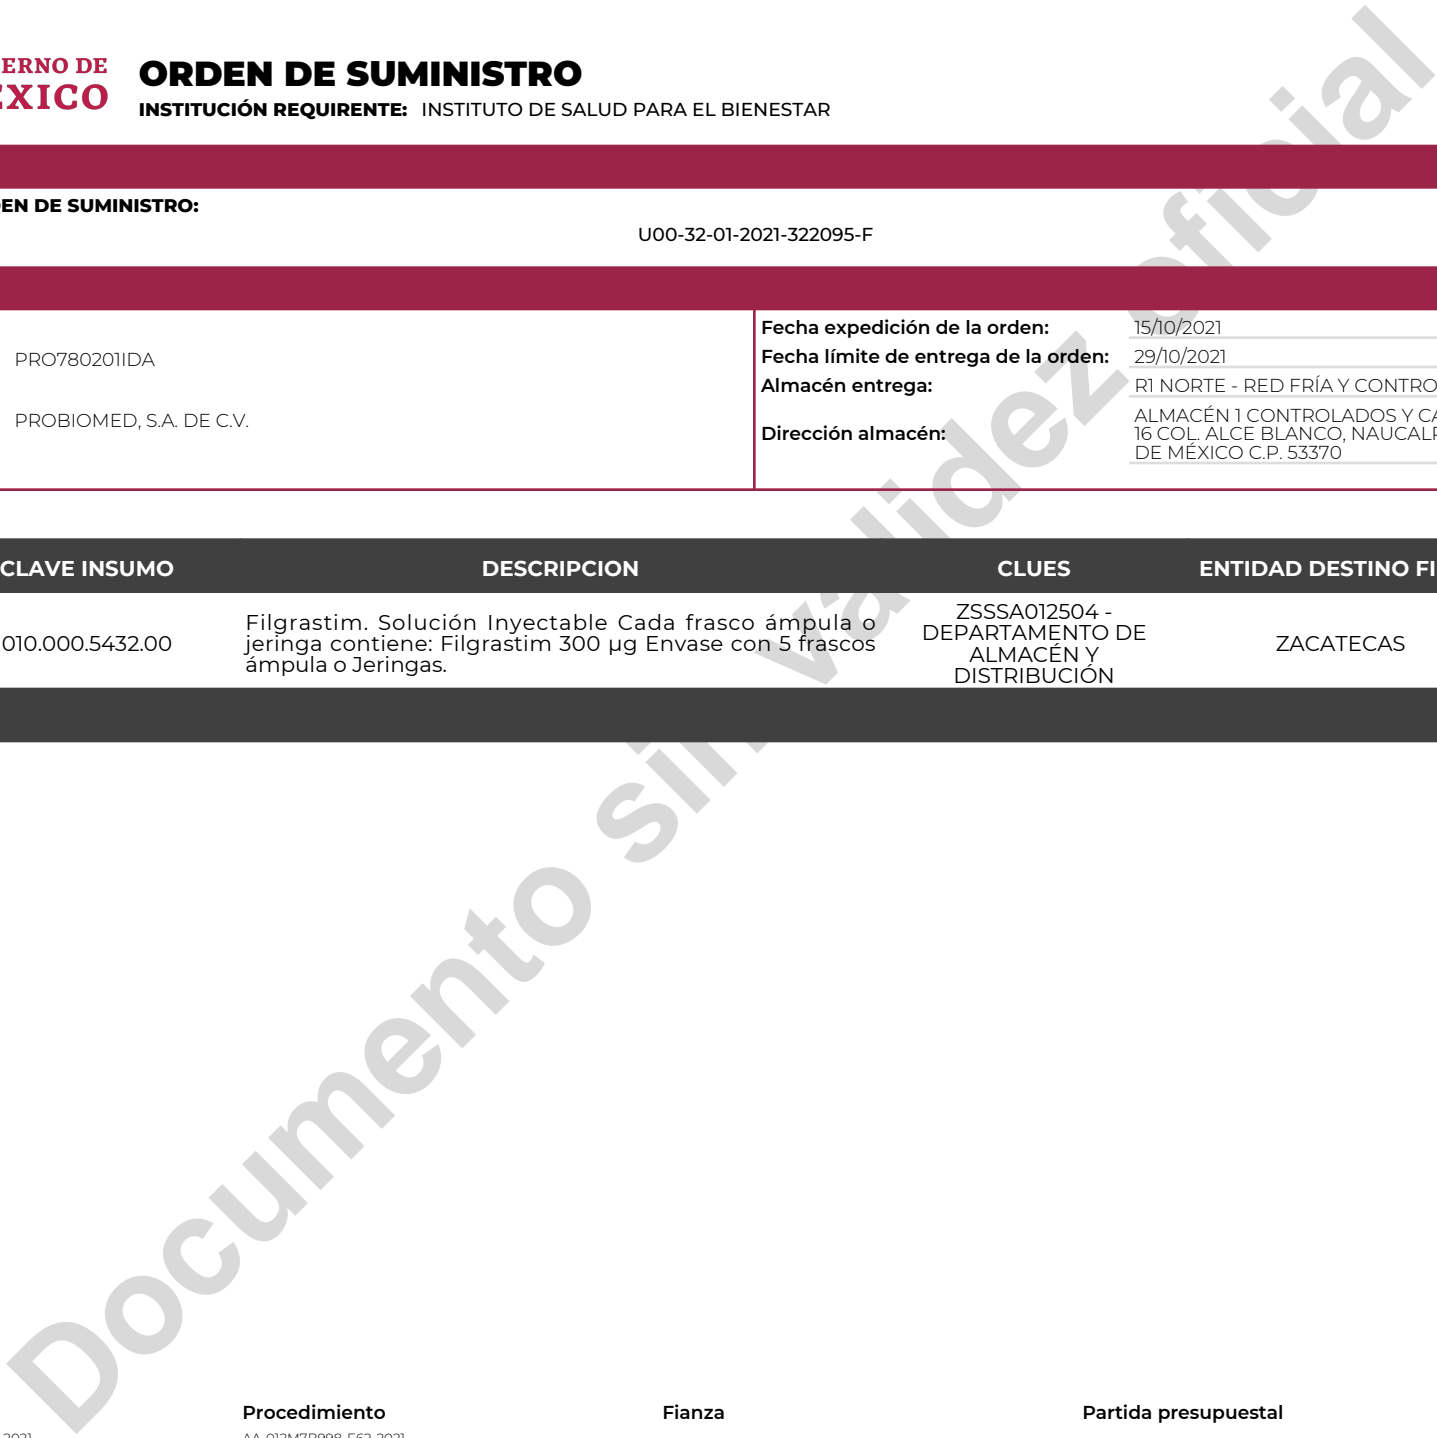 ERNO DE
ÉXICO
ORDEN DE SUMINISTRO
INSTITUCIÓN REQUIRENTE: INSTITUTO DE SALUD PARA EL BIENESTAR
EN DE SUMINISTRO:
U00-32-01-2021-322095-F
PRO780201IDA
PROBIOMED, S.A. DE C.V.
Fecha expedición de la orden: 15/10/2021
Fecha límite de entrega de la orden: 29/10/2021
Almacén entrega: R1 NORTE - RED FRÍA Y CONTRO
Dirección almacén: ALMACÉN 1 CONTROLADOS Y CA
16 COL. ALCE BLANCO, NAUCALP
DE MÉXICO C.P. 53370
CLAVE INSUMO DESCRIPCION CLUES ENTIDAD DESTINO FI
010.000.5432.00
Filgrastim. Solución Inyectable Cada frasco ámpula o
jeringa contiene: Filgrastim 300 µg Envase con 5 frascos
ámpula o Jeringas.
ZSSSA012504 -
DEPARTAMENTO DE
ALMACÉN Y
DISTRIBUCIÓN
ZACATECAS
Documento sin validez oficial
Procedimiento Fianza Partida presupuestal